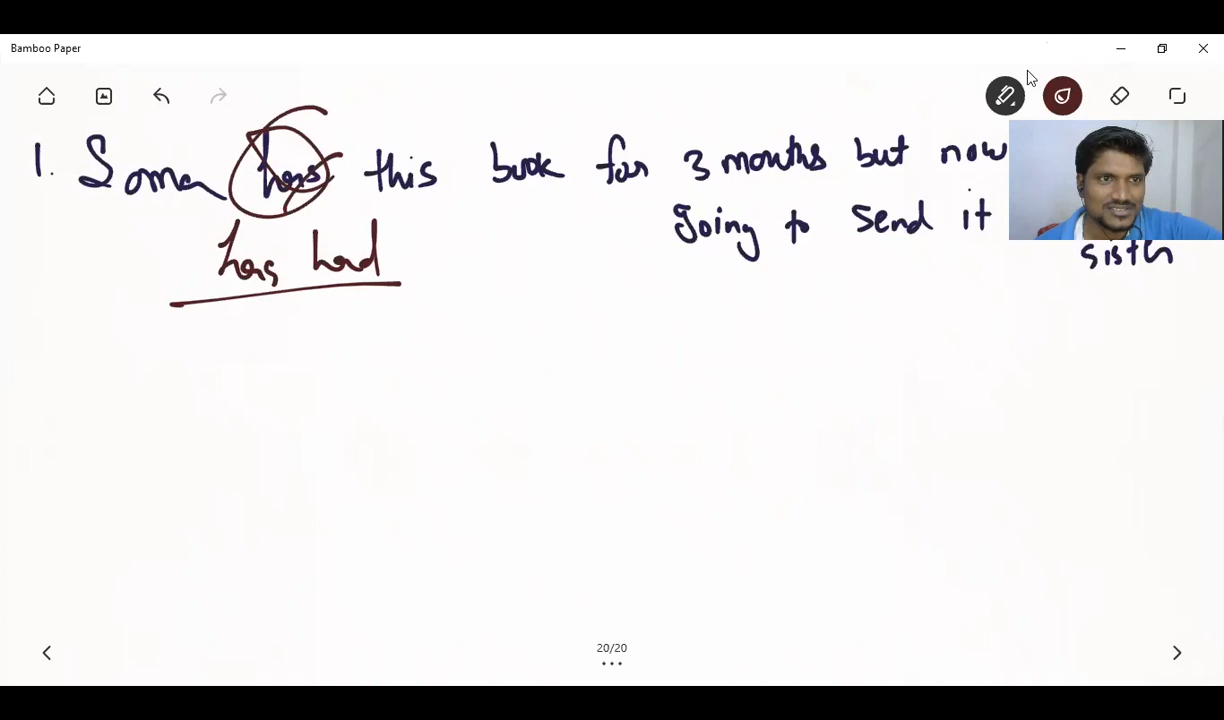 Bamboo Paper
1. Soma has this book for 3 months but now
going to send it
sister
has had
20/20